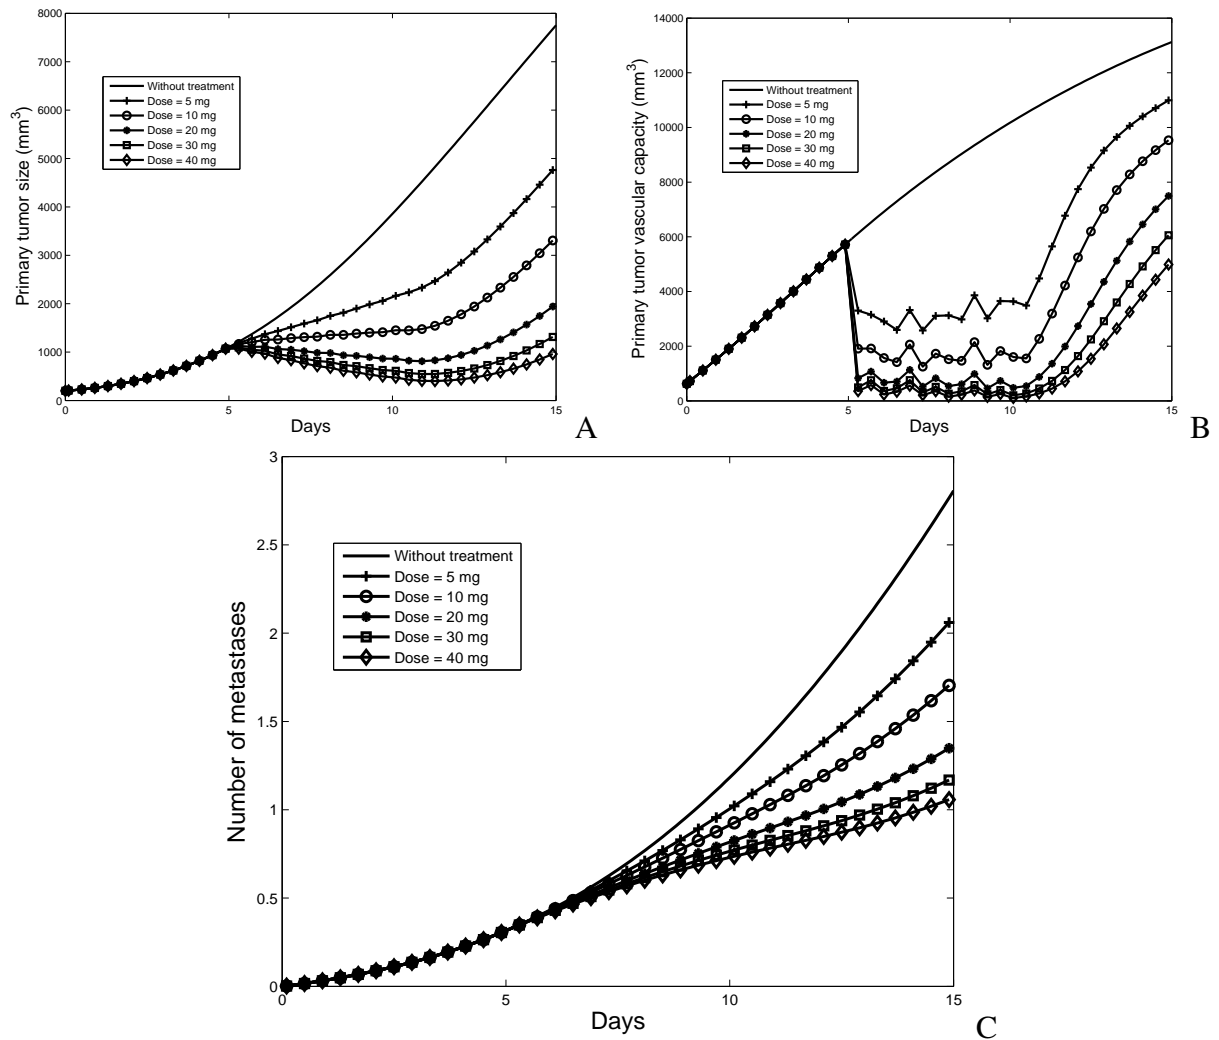 8000
7000
6000
5000
4000
3000
2000
1000
0
Primary tumor size (mm3)
Without treatment
Dose = 5 mg
Dose = 10 mg
Dose = 20 mg
Dose = 30 mg
Dose = 40 mg
0 5 10 15
Days
A
14000
12000
10000
8000
6000
4000
2000
0
Primary tumor vascular capacity (mm3)
Without treatment
Dose = 5 mg
Dose = 10 mg
Dose = 20 mg
Dose = 30 mg
Dose = 40 mg
0 5 10 15
Days
B
3
2.5
2
1.5
1
0.5
0
Number of metastases
Without treatment
Dose = 5 mg
Dose = 10 mg
Dose = 20 mg
Dose = 30 mg
Dose = 40 mg
0 5 10 15
Days
C